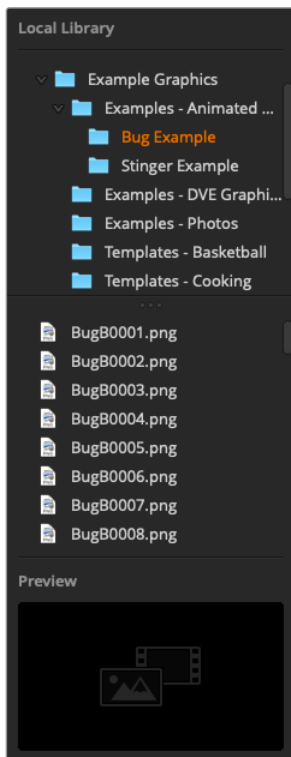 Local Library
Example Graphics
Examples - Animated ...
Bug Example
Stinger Example
Examples - DVE Graphi...
Examples - Photos
Templates - Basketball
Templates - Cooking
BugB0001.png
BugB0002.png
BugB0003.png
BugB0004.png
BugB0005.png
BugB0006.png
BugB0007.png
BugB0008.png
Preview